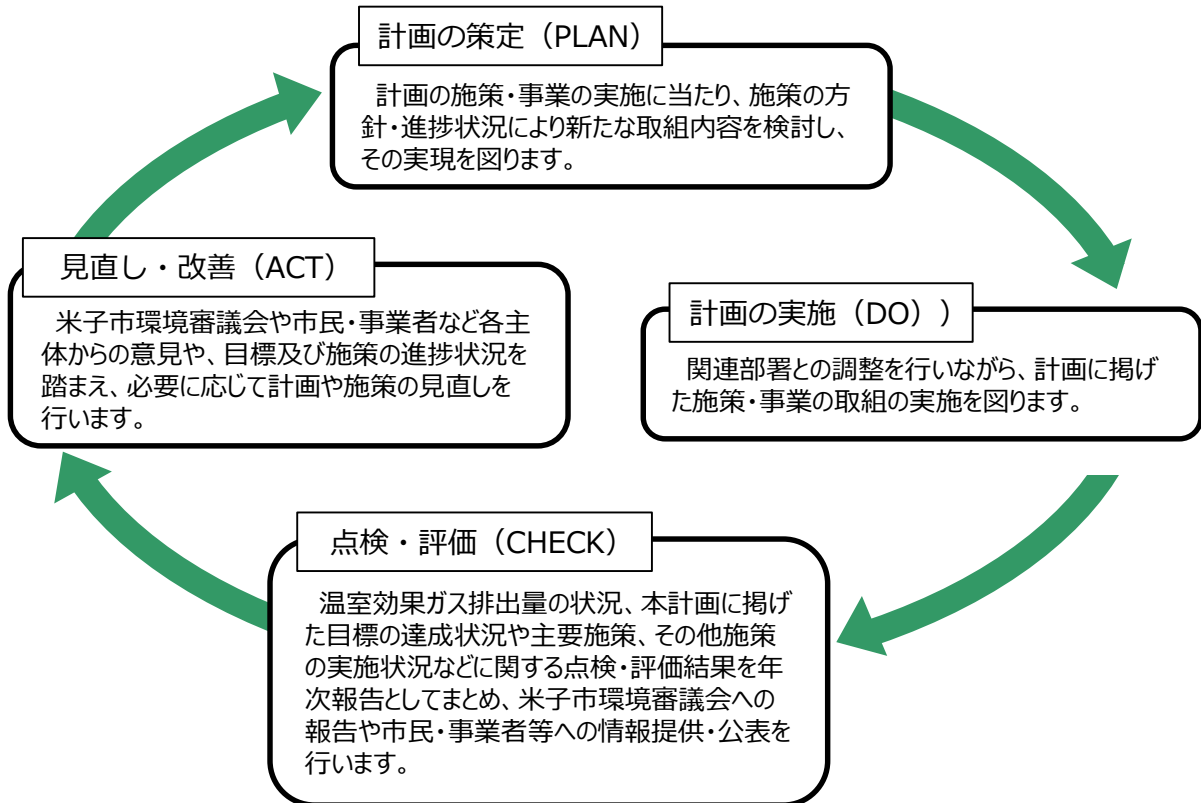 計画の策定（PLAN）
計画の施策・事業の実施に当たり、施策の方
針・進捗状況により新たな取組内容を検討し、
その実現を図ります。
計画の実施（DO））
関連部署との調整を行いながら、計画に掲げ
た施策・事業の取組の実施を図ります。
点検・評価（CHECK）
温室効果ガス排出量の状況、本計画に掲げ
た目標の達成状況や主要施策、その他施策
の実施状況などに関する点検・評価結果を年
次報告としてまとめ、米子市環境審議会への
報告や市民・事業者等への情報提供・公表を
行います。
見直し・改善（ACT）
米子市環境審議会や市民・事業者など各主
体からの意見や、目標及び施策の進捗状況を
踏まえ、必要に応じて計画や施策の見直しを
行います。